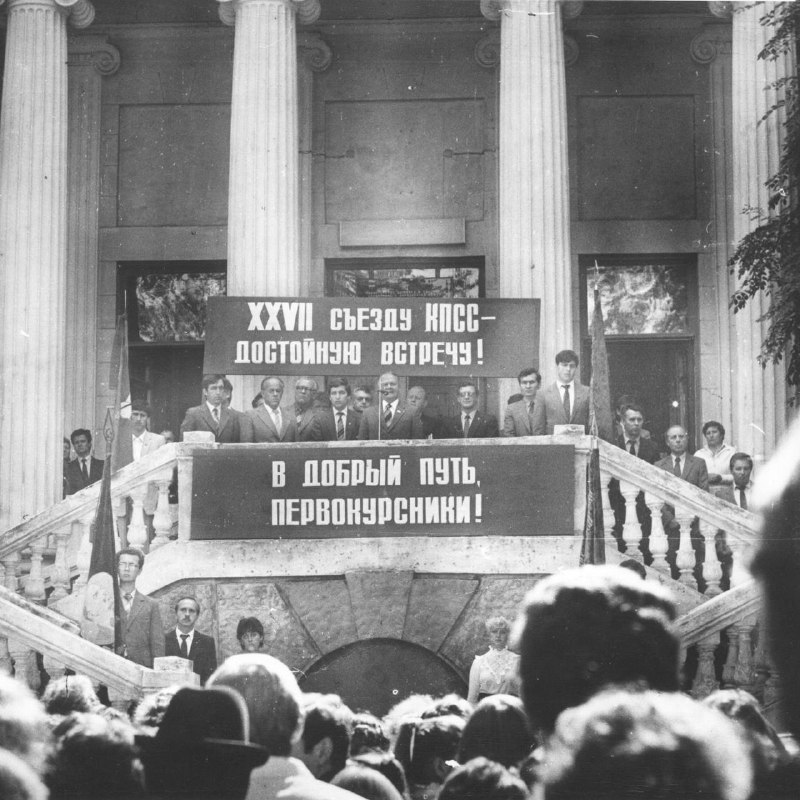 XXVII СЪЕЗДУ КПСС–
ДОСТОЙНУЮ ВСТРЕЧУ!
В ДОБРЫЙ ПУТЬ,
ПЕРВОКУРСНИКИ!